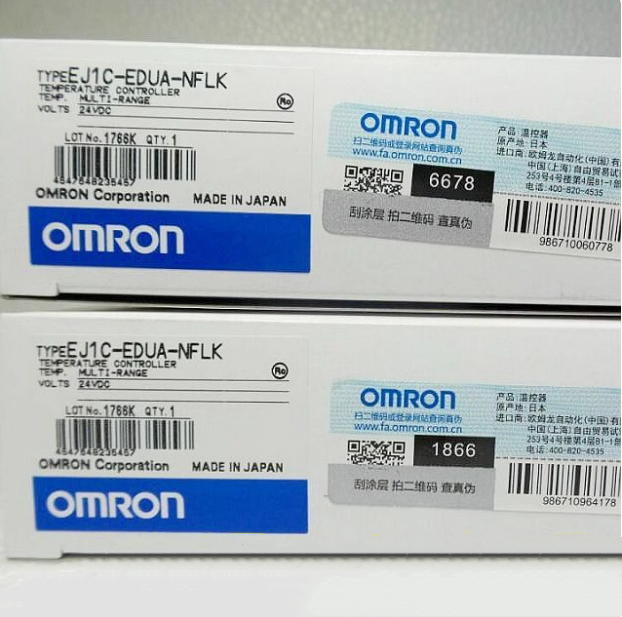 TYPE EJ1C-EDUA-NFLK
TEMPERATURE CONTROLLER
TEMP. MULTI-RANGE
VOLTS 24VDC
LOT No. 1766K QTY. 1
4547648235457
OMRON Corporation MADE IN JAPAN
OMRON
OMRON
扫二维码或登录网站查询真伪
www.fa.omron.com.cn
6678
刮涂层 拍二维码 查真伪
产品: 温控器
原产地: 日本
进口商: 欧姆龙自动化(中国)有
中国(上海)自由贸易试
253号4号楼第4层B1-1部
电话: 400-820-4535
986710060778
TYPE EJ1C-EDUA-NFLK
TEMPERATURE CONTROLLER
TEMP. MULTI-RANGE
VOLTS 24VDC
LOT No. 1766K QTY. 1
4547648235457
OMRON Corporation MADE IN JAPAN
OMRON
OMRON
扫二维码或登录网站查询真伪
www.fa.omron.com.cn
1866
刮涂层 拍二维码 查真伪
产品: 温控器
原产地: 日本
进口商: 欧姆龙自动化(中国)有
中国(上海)自由贸易试
253号4号楼第4层B1-1部
电话: 400-820-4535
986710964178